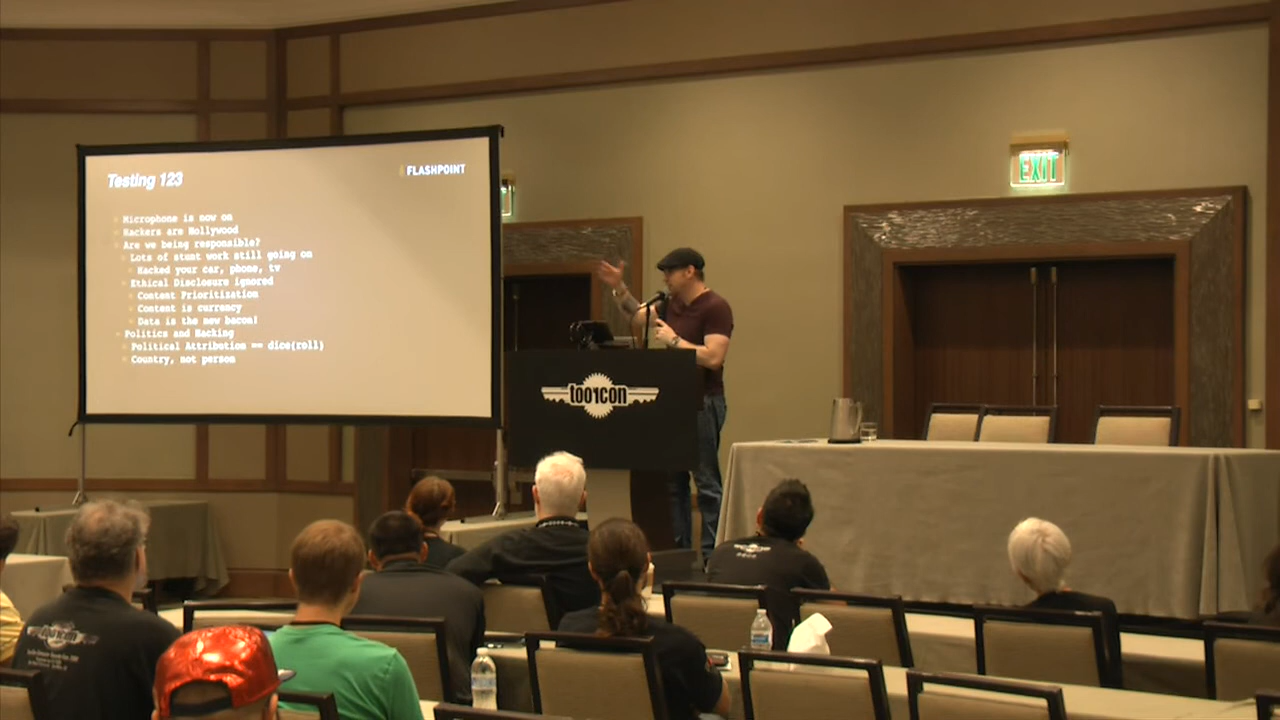 Testing 123
FLASHPOINT
Microphone is now on
Hackers are Hollywood
Are we being responsible?
Lots of stunt work still going on
Hacked your car, phone, tv
Ethical Disclosure ignored
Content Prioritization
Content is currency
Data is the new bacon!
Politics and Hacking
Political Attribution == dice(roll)
Country, not person
EXIT
toorcon